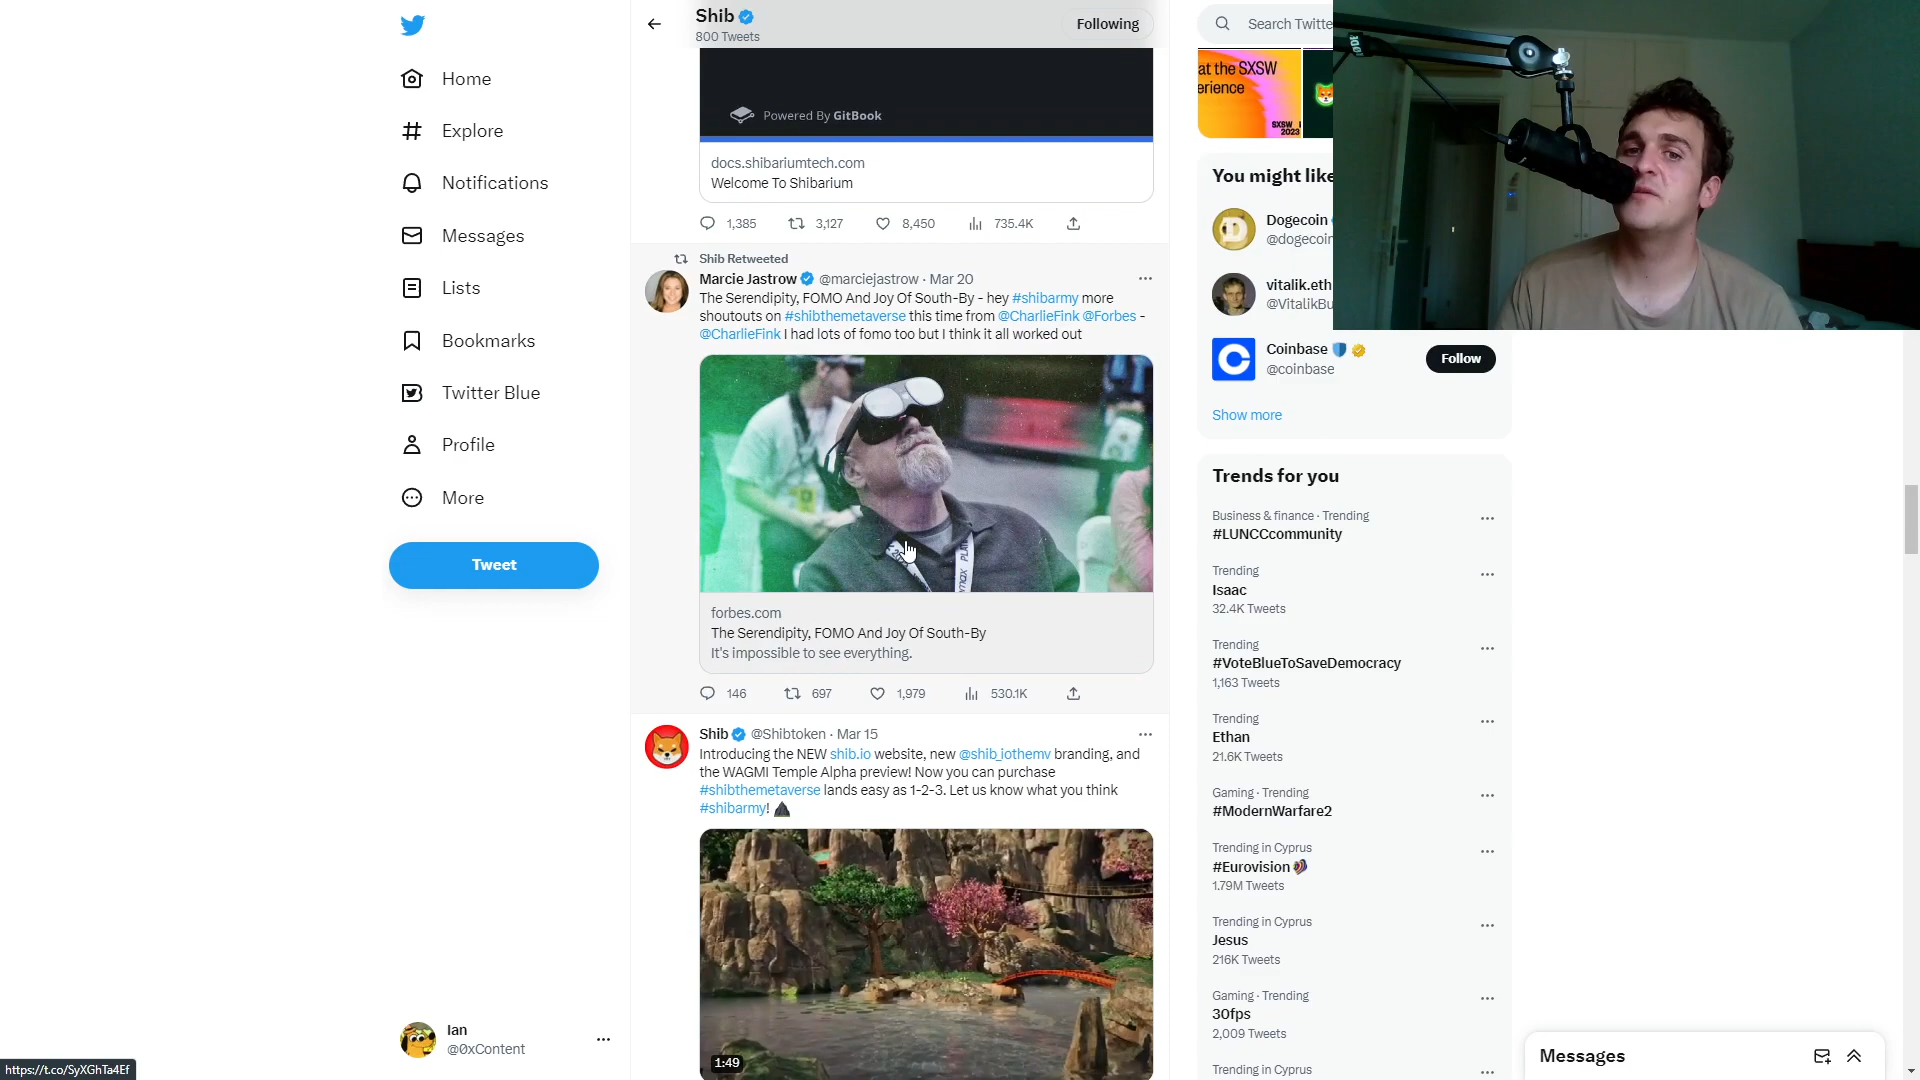 Home
Explore
Notifications
Messages
Lists
Bookmarks
Twitter Blue
Profile
More
Tweet
Ian
@0xContent
https://t.co/SyXGhTa4Ef
Shib
800 Tweets
Following
Powered By GitBook
docs.shibariumtech.com
Welcome To Shibarium
1,385 3,127 8,450 735.4K
Shib Retweeted
Marcie Jastrow @marciejastrow · Mar 20
The Serendipity, FOMO And Joy Of South-By - hey #shibarmy more
shoutouts on #shibthemetaverse this time from @CharlieFink @Forbes -
@CharlieFink I had lots of fomo too but I think it all worked out
forbes.com
The Serendipity, FOMO And Joy Of South-By
It's impossible to see everything.
146 697 1,979 530.1K
Shib @Shibtoken · Mar 15
Introducing the NEW shib.io website, new @shib_iothemv branding, and
the WAGMI Temple Alpha preview! Now you can purchase
#shibthemetaverse lands easy as 1-2-3. Let us know what you think
#shibarmy!
1:49
Search Twitte
at the SXSW
erience
SXSW
2023
You might like
Dogecoin
@dogecoin
vitalik.eth
@VitalikBu
Coinbase
@coinbase
Follow
Show more
Trends for you
Business & finance · Trending
#LUNCCcommunity
Trending
Isaac
32.4K Tweets
Trending
#VoteBlueToSaveDemocracy
1,163 Tweets
Trending
Ethan
21.6K Tweets
Gaming · Trending
#ModernWarfare2
Trending in Cyprus
#Eurovision
1.79M Tweets
Trending in Cyprus
Jesus
216K Tweets
Gaming · Trending
30fps
2,009 Tweets
Trending in Cyprus
Messages